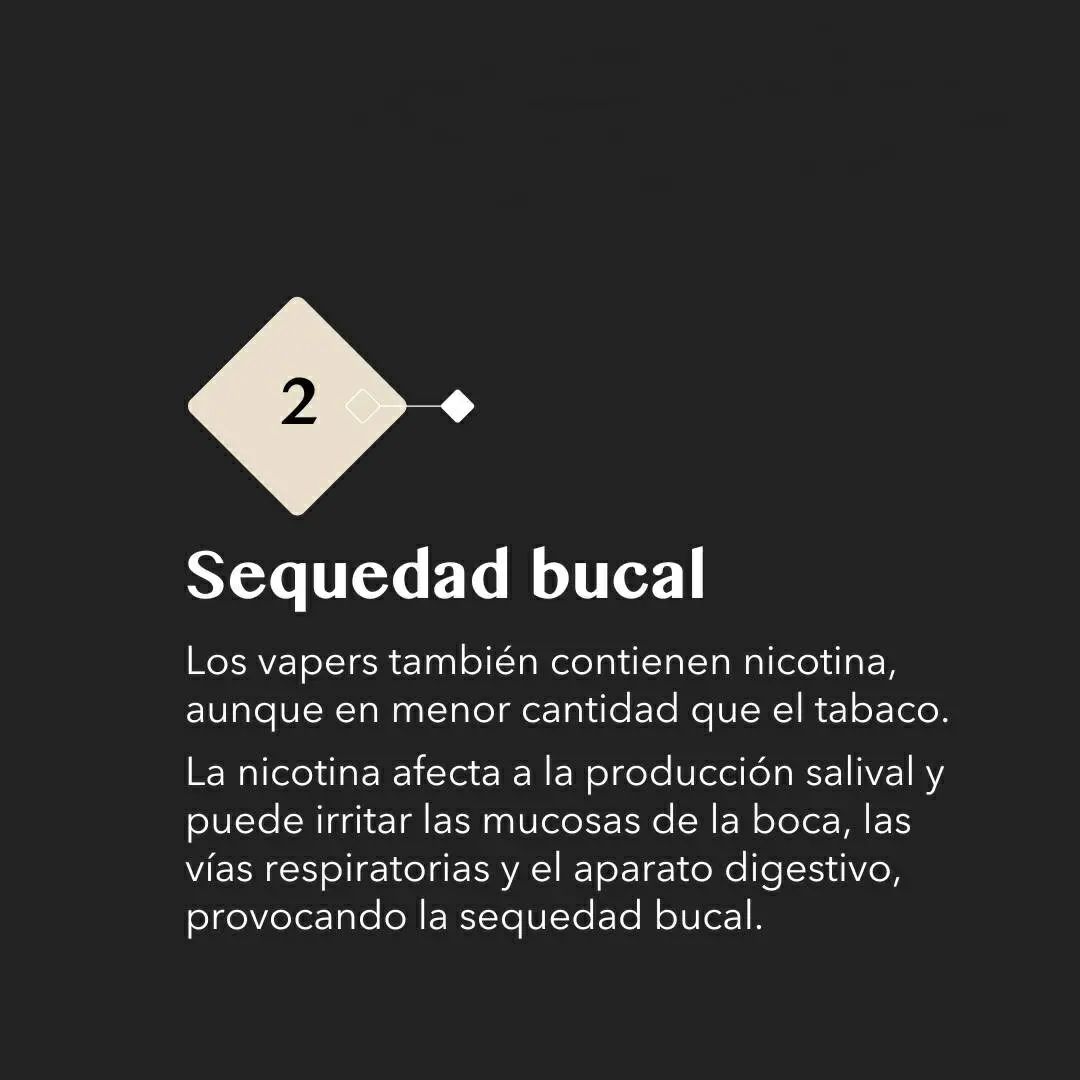 2
Sequedad bucal
Los vapers también contienen nicotina,
aunque en menor cantidad que el tabaco.
La nicotina afecta a la producción salival y
puede irritar las mucosas de la boca, las
vías respiratorias y el aparato digestivo,
provocando la sequedad bucal.